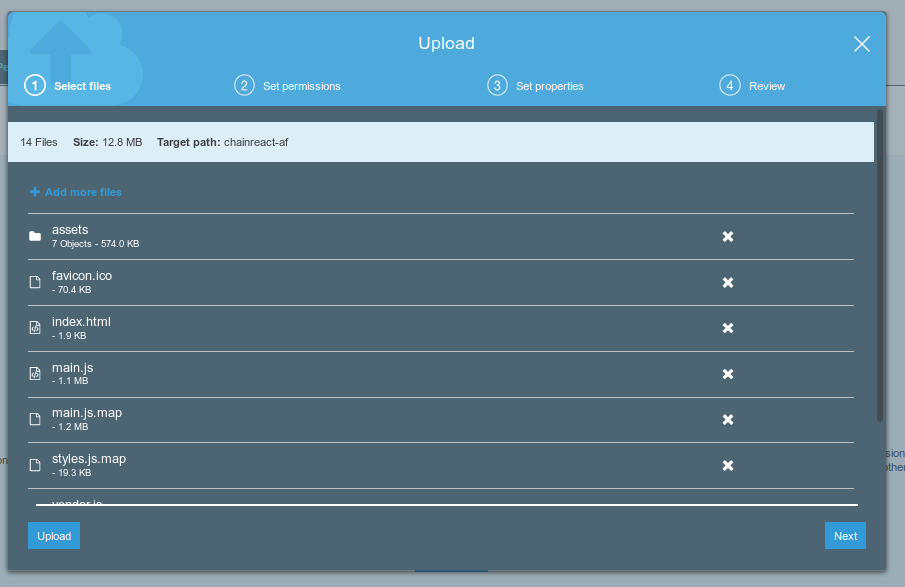 Upload
1 Select files 2 Set permissions 3 Set properties 4 Review
14 Files Size: 12.8 MB Target path: chainreact-af
Add more files
assets
7 Objects - 574.0 KB
favicon.ico
- 70.4 KB
index.html
- 1.9 KB
main.js
- 1.1 MB
main.js.map
- 1.2 MB
styles.js.map
- 19.3 KB
Upload Next